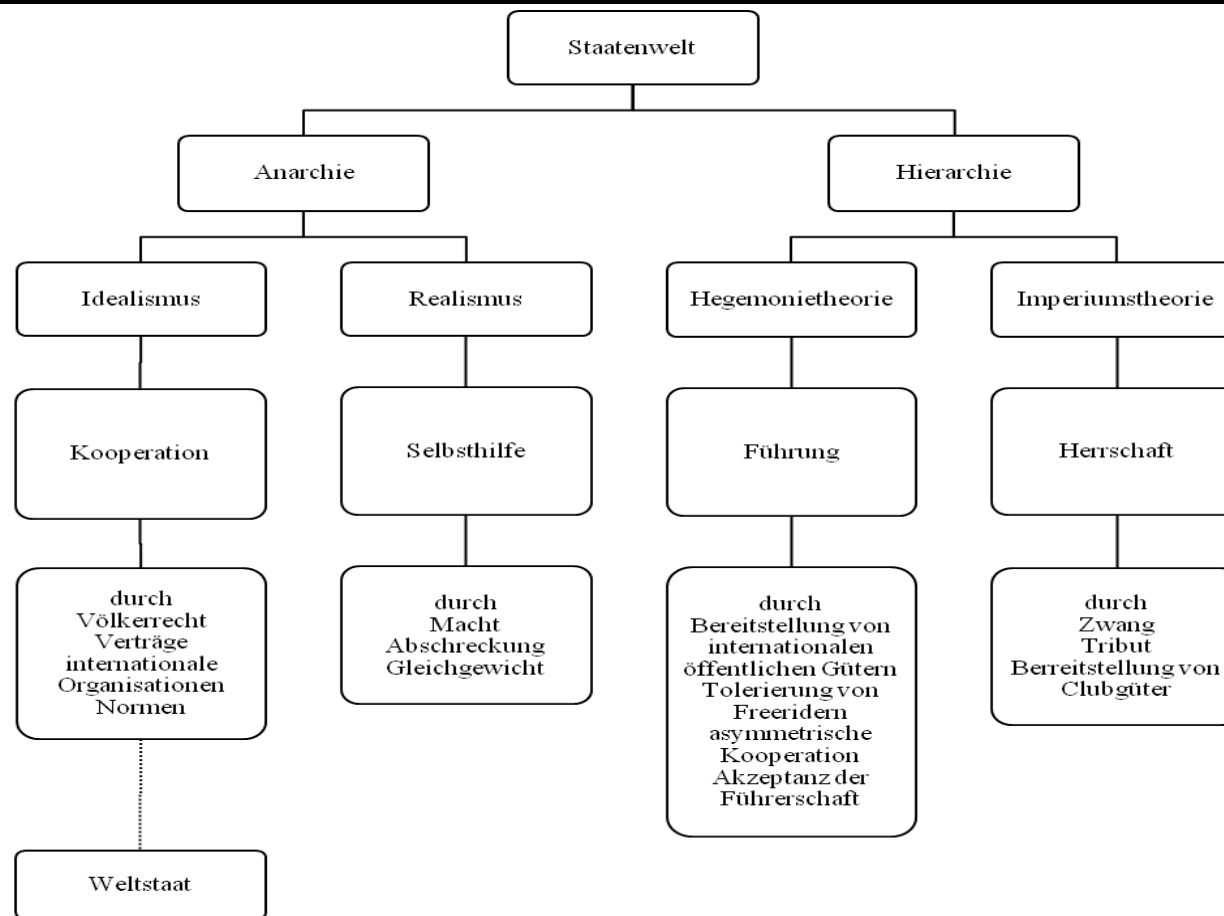 Staatenwelt
Anarchie
Hierarchie
Idealismus
Realismus
Hegemonietheorie
Imperiumstheorie
Kooperation
Selbsthilfe
Führung
Herrschaft
durch
Völkerrecht
Verträge
internationale
Organisationen
Normen
durch
Macht
Abschreckung
Gleichgewicht
durch
Bereitstellung von
internationalen
öffentlichen Gütern
Tolerierung von
Freeridern
asymmetrische
Kooperation
Akzeptanz der
Führerschaft
durch
Zwang
Tribut
Berreitstellung von
Clubgüter
Weltstaat